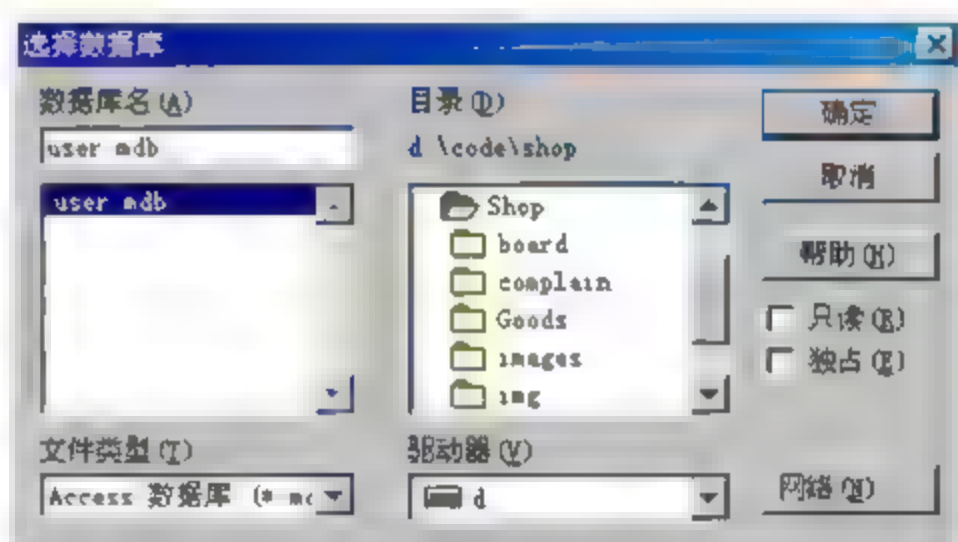 选择数据库
数据库名(A)
user mdb
user mdb
文件类型(T)
Access 数据库 (* md
目录(D)
d \code\shop
Shop
board
complain
Goods
images
img
驱动器(V)
d
确定
取消
帮助(H)
只读(R)
独占(E)
网络(N)